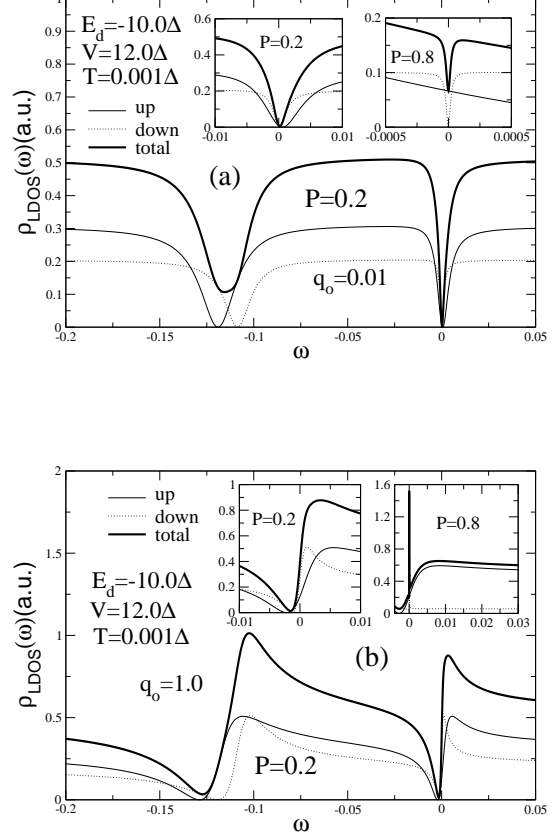 E_d=-10.0Δ
V=12.0Δ
T=0.001Δ
up
down
total
P=0.2
P=0.8
0.6
0.4
0.2
0
-0.01
0
0.01
0.2
0.1
0
-0.0005
0
0.0005
(a)
P=0.2
q_o=0.01
ρ_LDOS(ω)(a.u.)
0.9
0.8
0.7
0.6
0.5
0.4
0.3
0.2
0.1
0
-0.2
-0.15
-0.1
-0.05
0
0.05
ω
2
1.5
1
0.5
0
ρ_LDOS(ω)(a.u.)
up
down
total
E_d=-10.0Δ
V=12.0Δ
T=0.001Δ
q_o=1.0
P=0.2
1
0.8
0.6
0.4
0.2
0
-0.01
0
0.01
P=0.8
1.6
1.2
0.8
0.4
0
0
0.01
0.02
0.03
(b)
P=0.2
-0.2
-0.15
-0.1
-0.05
0
0.05
ω